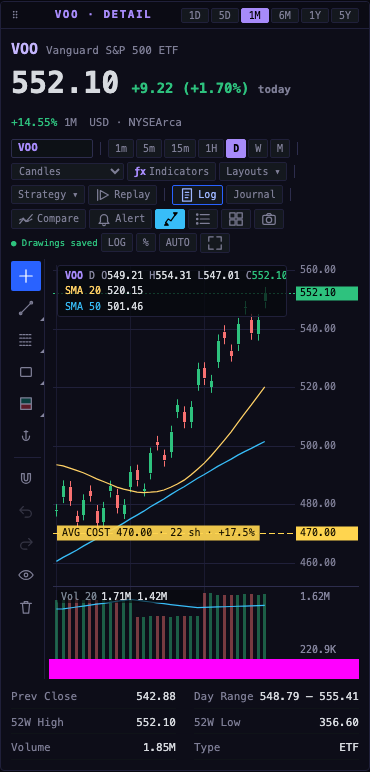 VOO · DETAIL 1D 5D 1M 6M 1Y 5Y
VOO Vanguard S&P 500 ETF
552.10 +9.22 (+1.70%) today
+14.55% 1M USD · NYSEArca
VOO 1m 5m 15m 1H D W M
Candles ƒx Indicators Layouts ▾
Strategy ▾ Replay Log Journal
Compare Alert
Drawings saved LOG % AUTO
VOO D O549.21 H554.31 L547.01 C552.10
SMA 20 520.15
SMA 50 501.46
560.00
552.10
540.00
520.00
500.00
480.00
AVG COST 470.00 · 22 sh · +17.5% 470.00
460.00
Vol 20 1.71M 1.42M 1.62M
220.9K
Prev Close 542.88 Day Range 548.79 — 555.41
52W High 552.10 52W Low 356.60
Volume 1.85M Type ETF